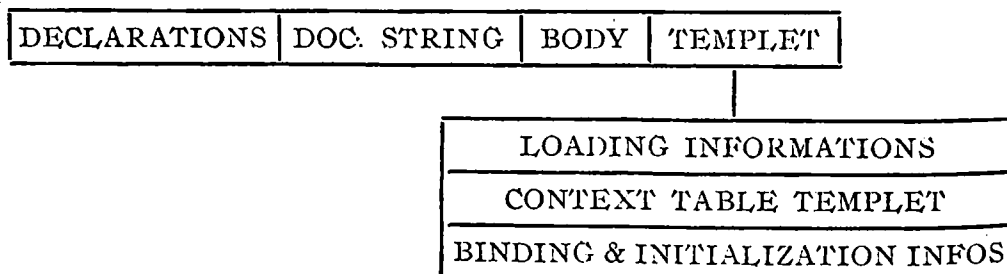 DECLARATIONS DOC. STRING BODY TEMPLET
LOADING INFORMATIONS
CONTEXT TABLE TEMPLET
BINDING & INITIALIZATION INFOS